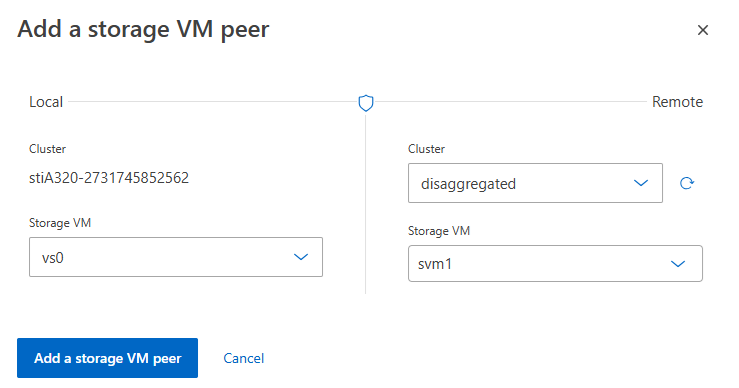 Add a storage VM peer
Local
Remote
Cluster
stiA320-2731745852562
Storage VM
vs0
Cluster
disaggregated
Storage VM
svm1
Add a storage VM peer
Cancel